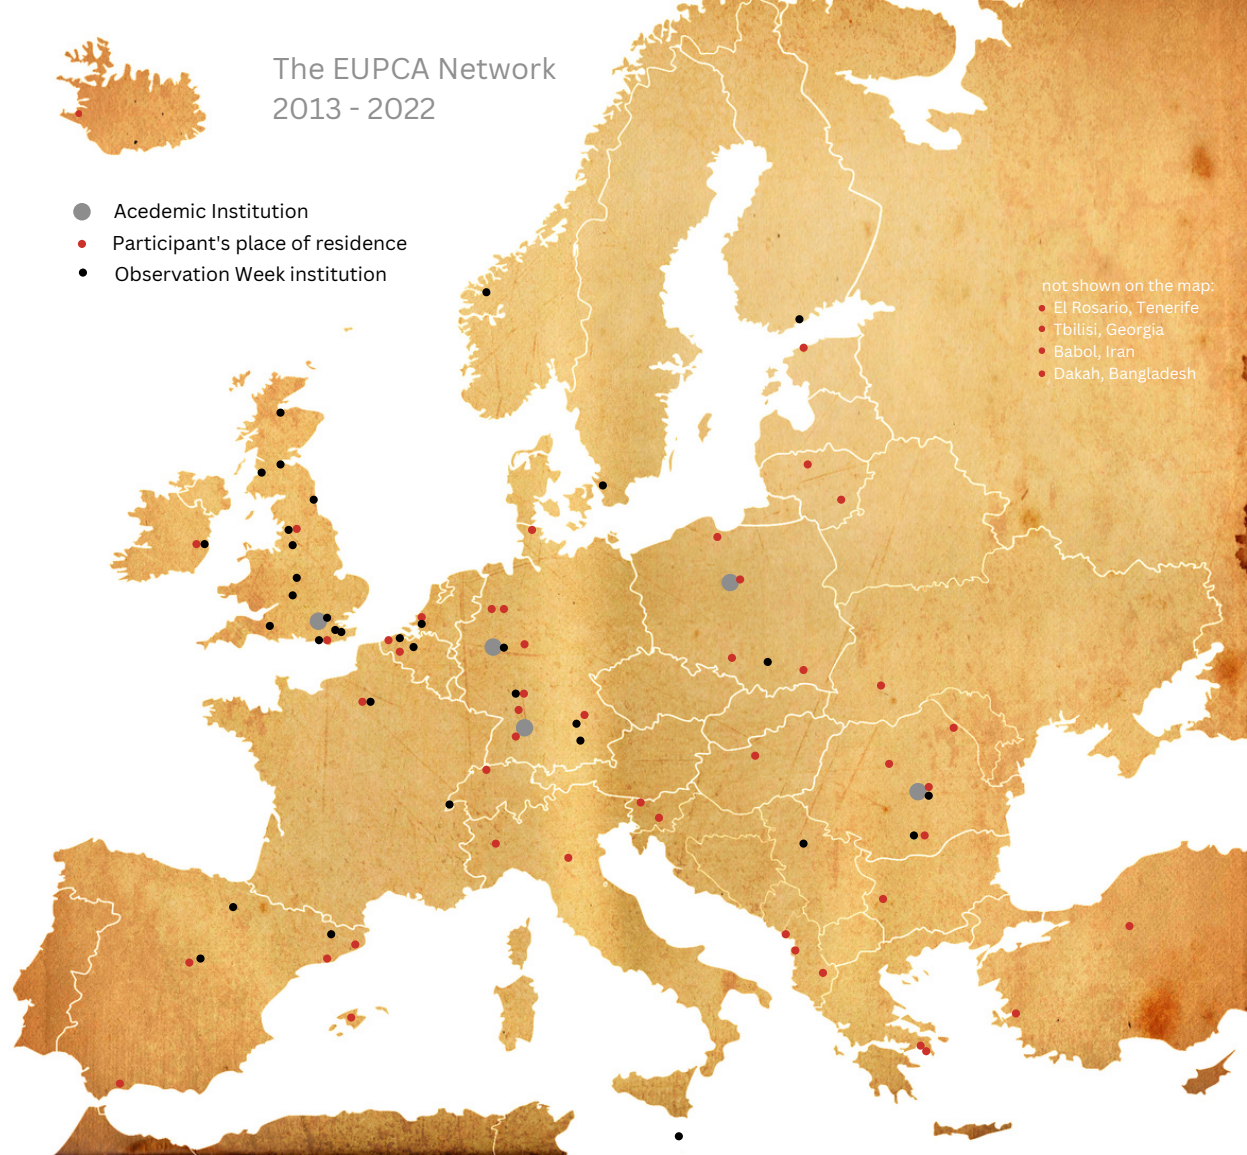 The EUPCA Network
2013 - 2022
Acedemic Institution
Participant's place of residence
Observation Week institution
not shown on the map:
El Rosario, Tenerife
Tbilisi, Georgia
Babol, Iran
Dakah, Bangladesh